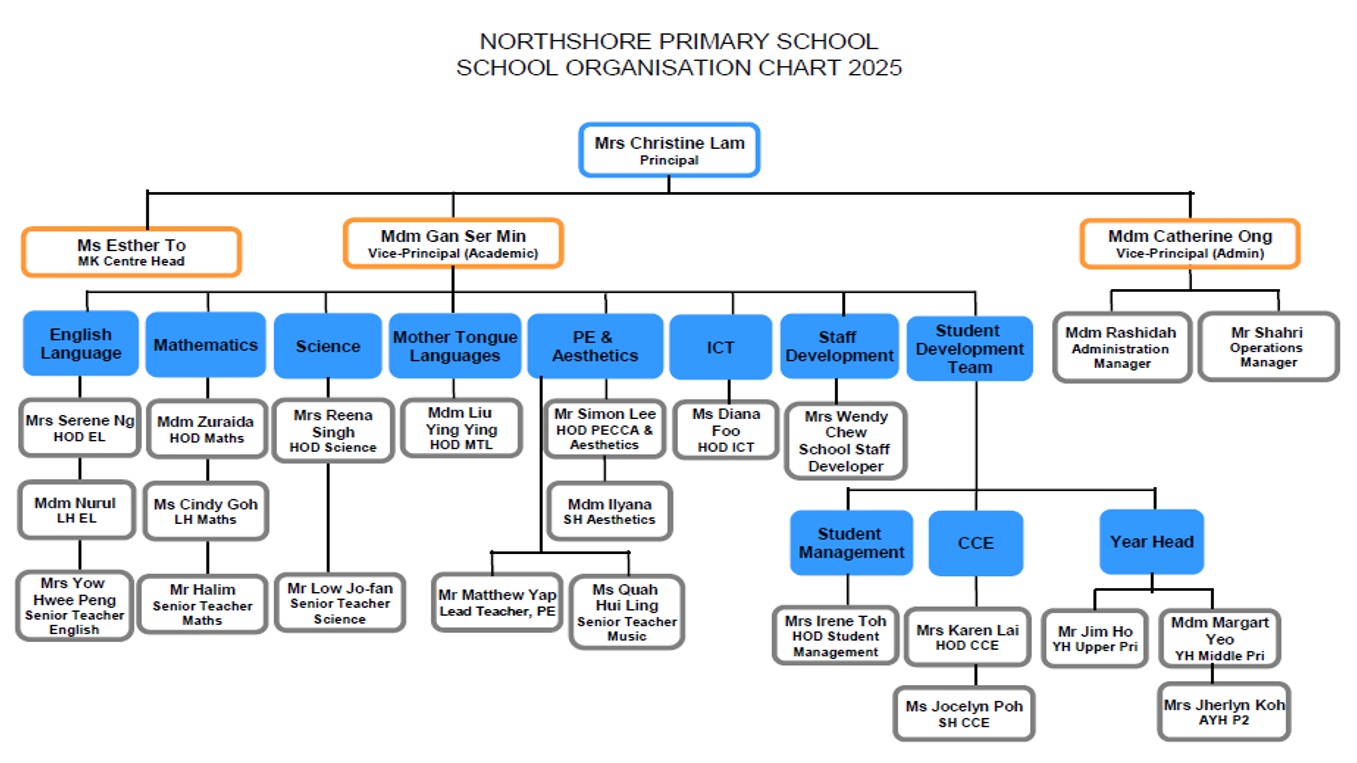 NORTHSHORE PRIMARY SCHOOL
SCHOOL ORGANISATION CHART 2025
Mrs Christine Lam
Principal
Ms Esther To
MK Centre Head
Mdm Gan Ser Min
Vice-Principal (Academic)
Mdm Catherine Ong
Vice-Principal (Admin)
English
Language
Mathematics
Science
Mother Tongue
Languages
PE &
Aesthetics
ICT
Staff
Development
Student
Development
Team
Mdm Rashidah
Administration
Manager
Mr Shahri
Operations
Manager
Mrs Serene Ng
HOD EL
Mdm Zuraida
HOD Maths
Mrs Reena
Singh
HOD Science
Mdm Liu
Ying Ying
HOD MTL
Mr Simon Lee
HOD PECCA &
Aesthetics
Ms Diana
Foo
HOD ICT
Mrs Wendy
Chew
School Staff
Developer
Mdm Nurul
LH EL
Ms Cindy Goh
LH Maths
Mdm Ilyana
SH Aesthetics
Student
Management
CCE
Year Head
Mrs Yow
Hwee Peng
Senior Teacher
English
Mr Halim
Senior Teacher
Maths
Mr Low Jo-fan
Senior Teacher
Science
Mr Matthew Yap
Lead Teacher, PE
Ms Quah
Hui Ling
Senior Teacher
Music
Mrs Irene Toh
HOD Student
Management
Mrs Karen Lai
HOD CCE
Mr Jim Ho
YH Upper Pri
Mdm Margart
Yeo
YH Middle Pri
Ms Jocelyn Poh
SH CCE
Mrs Jherlyn Koh
AYH P2